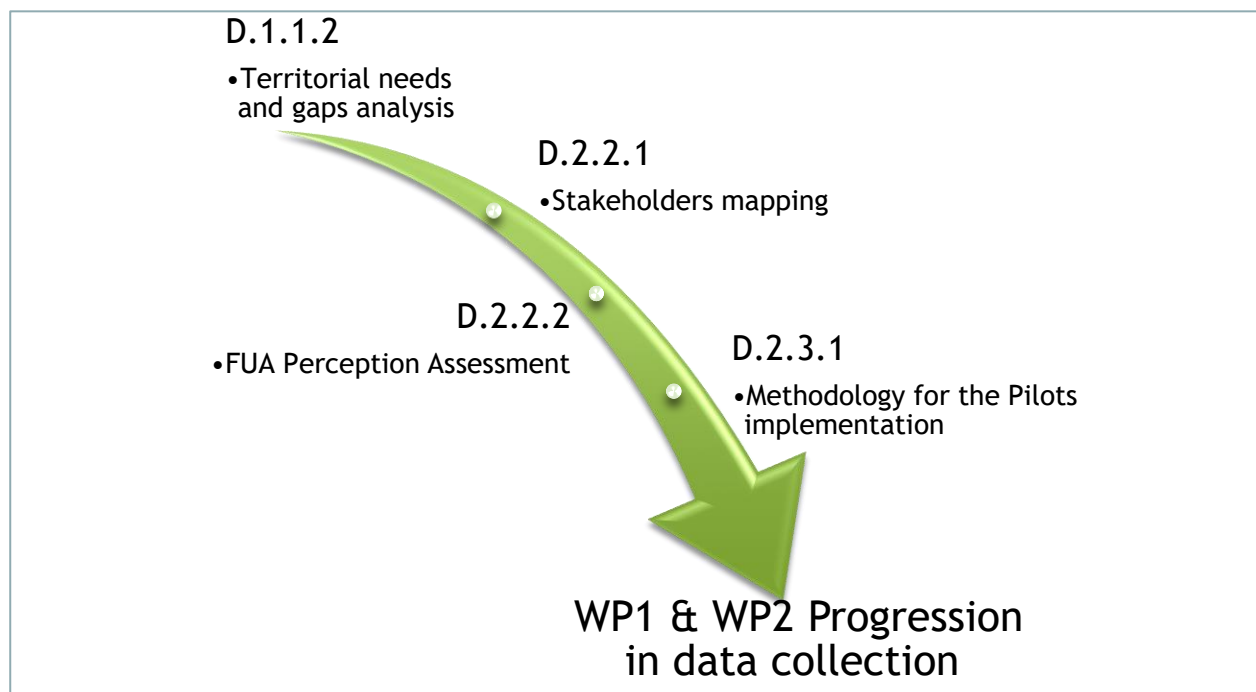 D.1.1.2
•Territorial needs
and gaps analysis
D.2.2.1
•Stakeholders mapping
D.2.2.2
•FUA Perception Assessment
D.2.3.1
•Methodology for the Pilots
implementation
WP1 & WP2 Progression
in data collection